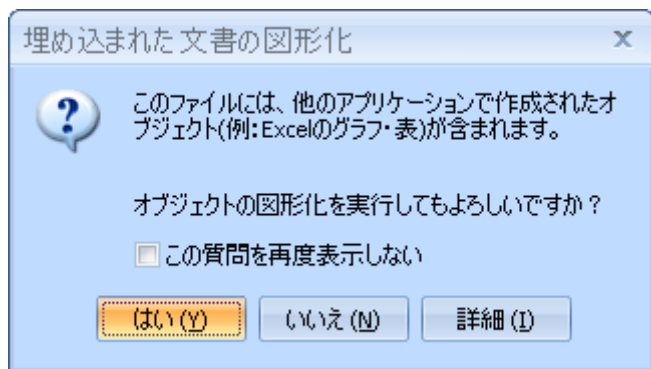 埋め込まれた文書の図形化
このファイルには、他のアプリケーションで作成されたオ
ブジェクト(例：Excelのグラフ・表)が含まれます。
オブジェクトの図形化を実行してもよろしいですか？
この質問を再度表示しない
はい(Y) いいえ(N) 詳細(I)